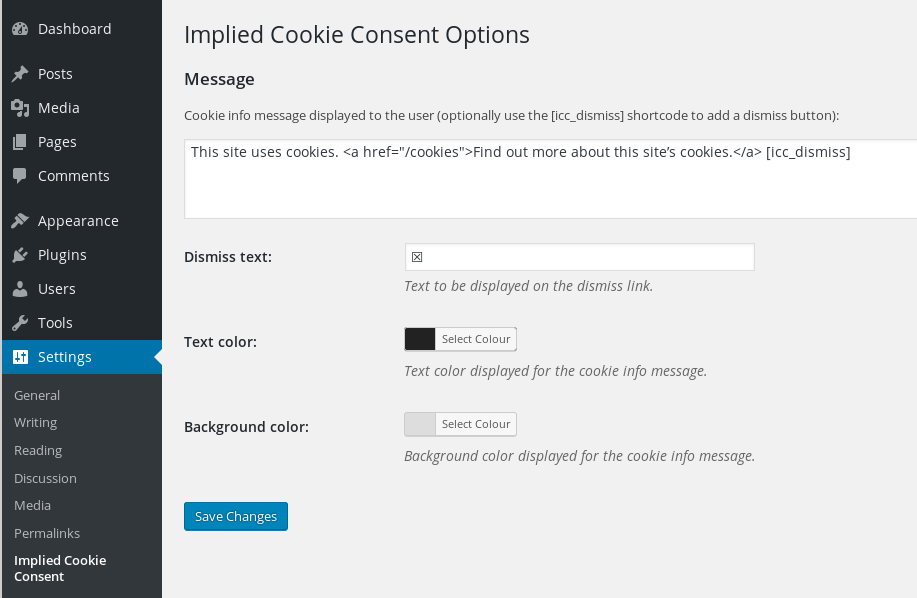 Dashboard
Posts
Media
Pages
Comments
Appearance
Plugins
Users
Tools
Settings
General
Writing
Reading
Discussion
Media
Permalinks
Implied Cookie
Consent
Implied Cookie Consent Options
Message
Cookie info message displayed to the user (optionally use the [icc_dismiss] shortcode to add a dismiss button):
This site uses cookies. <a href="/cookies">Find out more about this site’s cookies.</a> [icc_dismiss]
Dismiss text:
☒
Text to be displayed on the dismiss link.
Text color:
Select Colour
Text color displayed for the cookie info message.
Background color:
Select Colour
Background color displayed for the cookie info message.
Save Changes